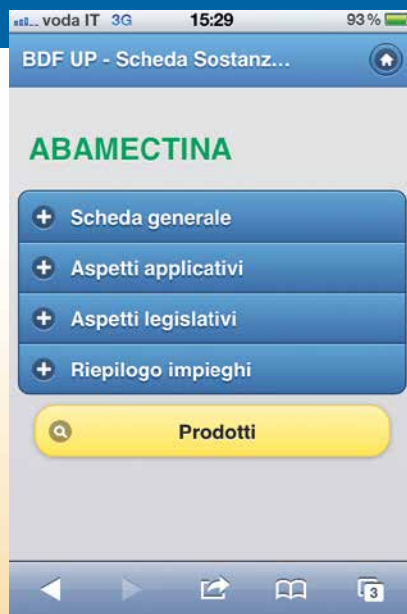 voda IT 3G 15:29 93%
BDF UP - Scheda Sostanz...
ABAMECTINA
Scheda generale
Aspetti applicativi
Aspetti legislativi
Riepilogo impieghi
Prodotti
3